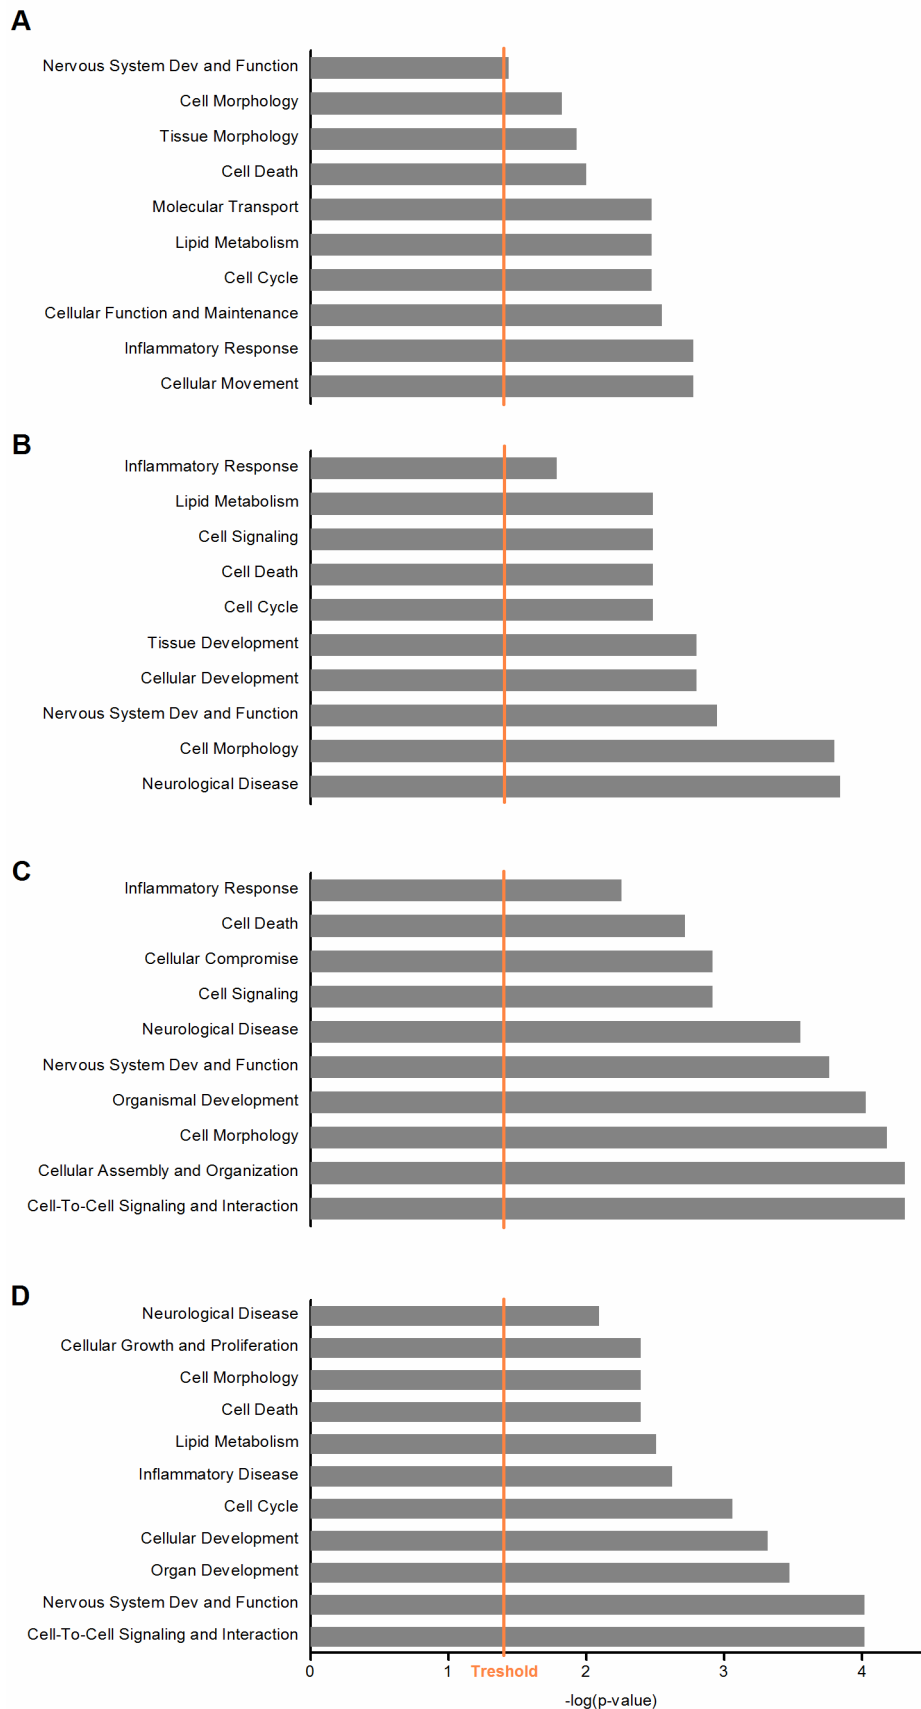 A
Nervous System Dev and Function
Cell Morphology
Tissue Morphology
Cell Death
Molecular Transport
Lipid Metabolism
Cell Cycle
Cellular Function and Maintenance
Inflammatory Response
Cellular Movement
B
Inflammatory Response
Lipid Metabolism
Cell Signaling
Cell Death
Cell Cycle
Tissue Development
Cellular Development
Nervous System Dev and Function
Cell Morphology
Neurological Disease
C
Inflammatory Response
Cell Death
Cellular Compromise
Cell Signaling
Neurological Disease
Nervous System Dev and Function
Organismal Development
Cell Morphology
Cellular Assembly and Organization
Cell-To-Cell Signaling and Interaction
D
Neurological Disease
Cellular Growth and Proliferation
Cell Morphology
Cell Death
Lipid Metabolism
Inflammatory Disease
Cell Cycle
Cellular Development
Organ Development
Nervous System Dev and Function
Cell-To-Cell Signaling and Interaction
0 1 Treshold 2 3 4
-log(p-value)